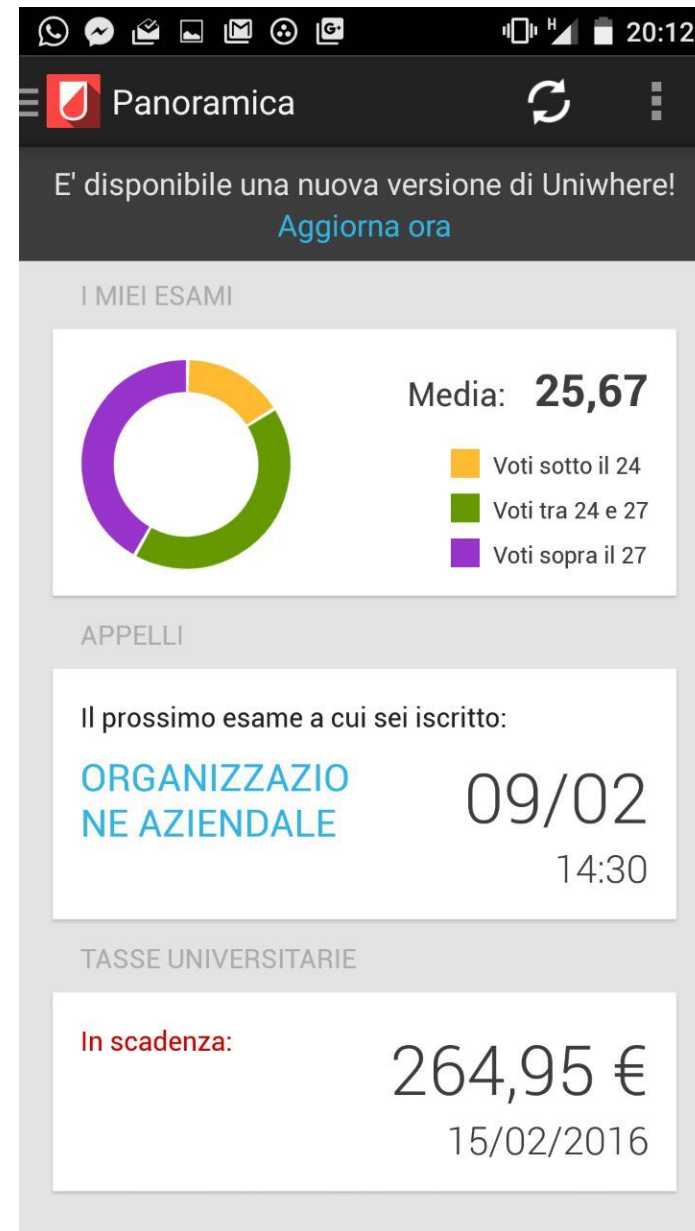 20:12
Panoramica
E' disponibile una nuova versione di Uniwhere!
Aggiorna ora
I MIEI ESAMI
Media: 25,67
Voti sotto il 24
Voti tra 24 e 27
Voti sopra il 27
APPELLI
Il prossimo esame a cui sei iscritto:
ORGANIZZAZIO
NE AZIENDALE
09/02
14:30
TASSE UNIVERSITARIE
In scadenza:
264,95 €
15/02/2016